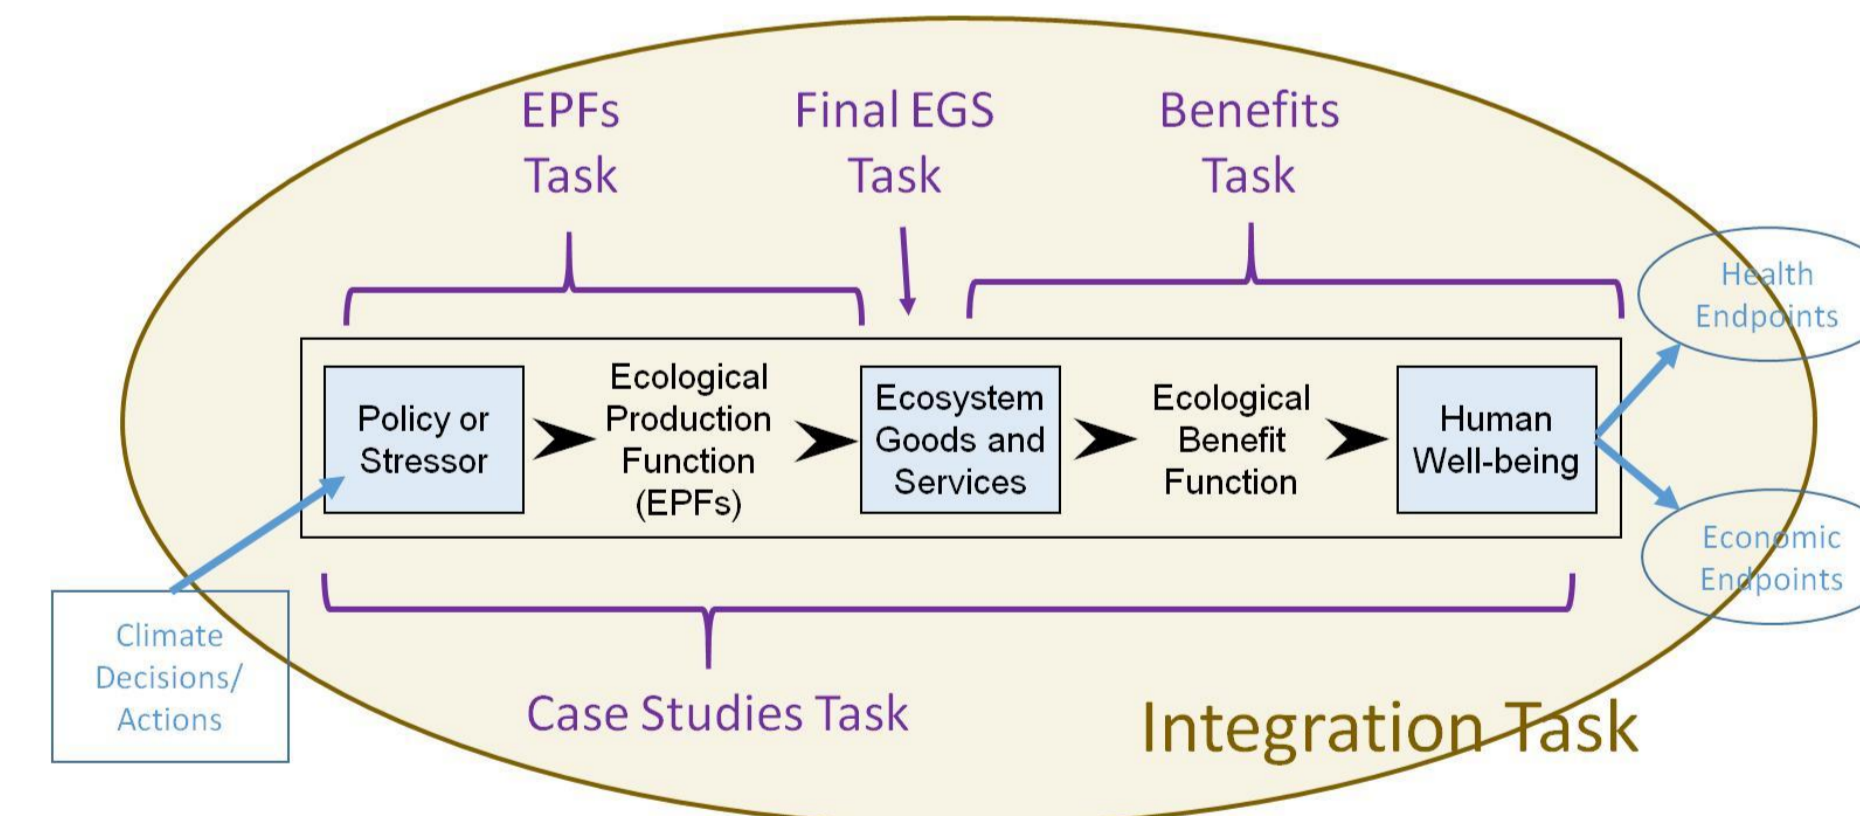 EPFs
Task
Final EGS
Task
Benefits
Task
Health
Endpoints
Policy or
Stressor
Ecological
Production
Function
(EPFs)
Ecosystem
Goods and
Services
Ecological
Benefit
Function
Human
Well-being
Economic
Endpoints
Climate
Decisions/
Actions
Case Studies Task
Integration Task